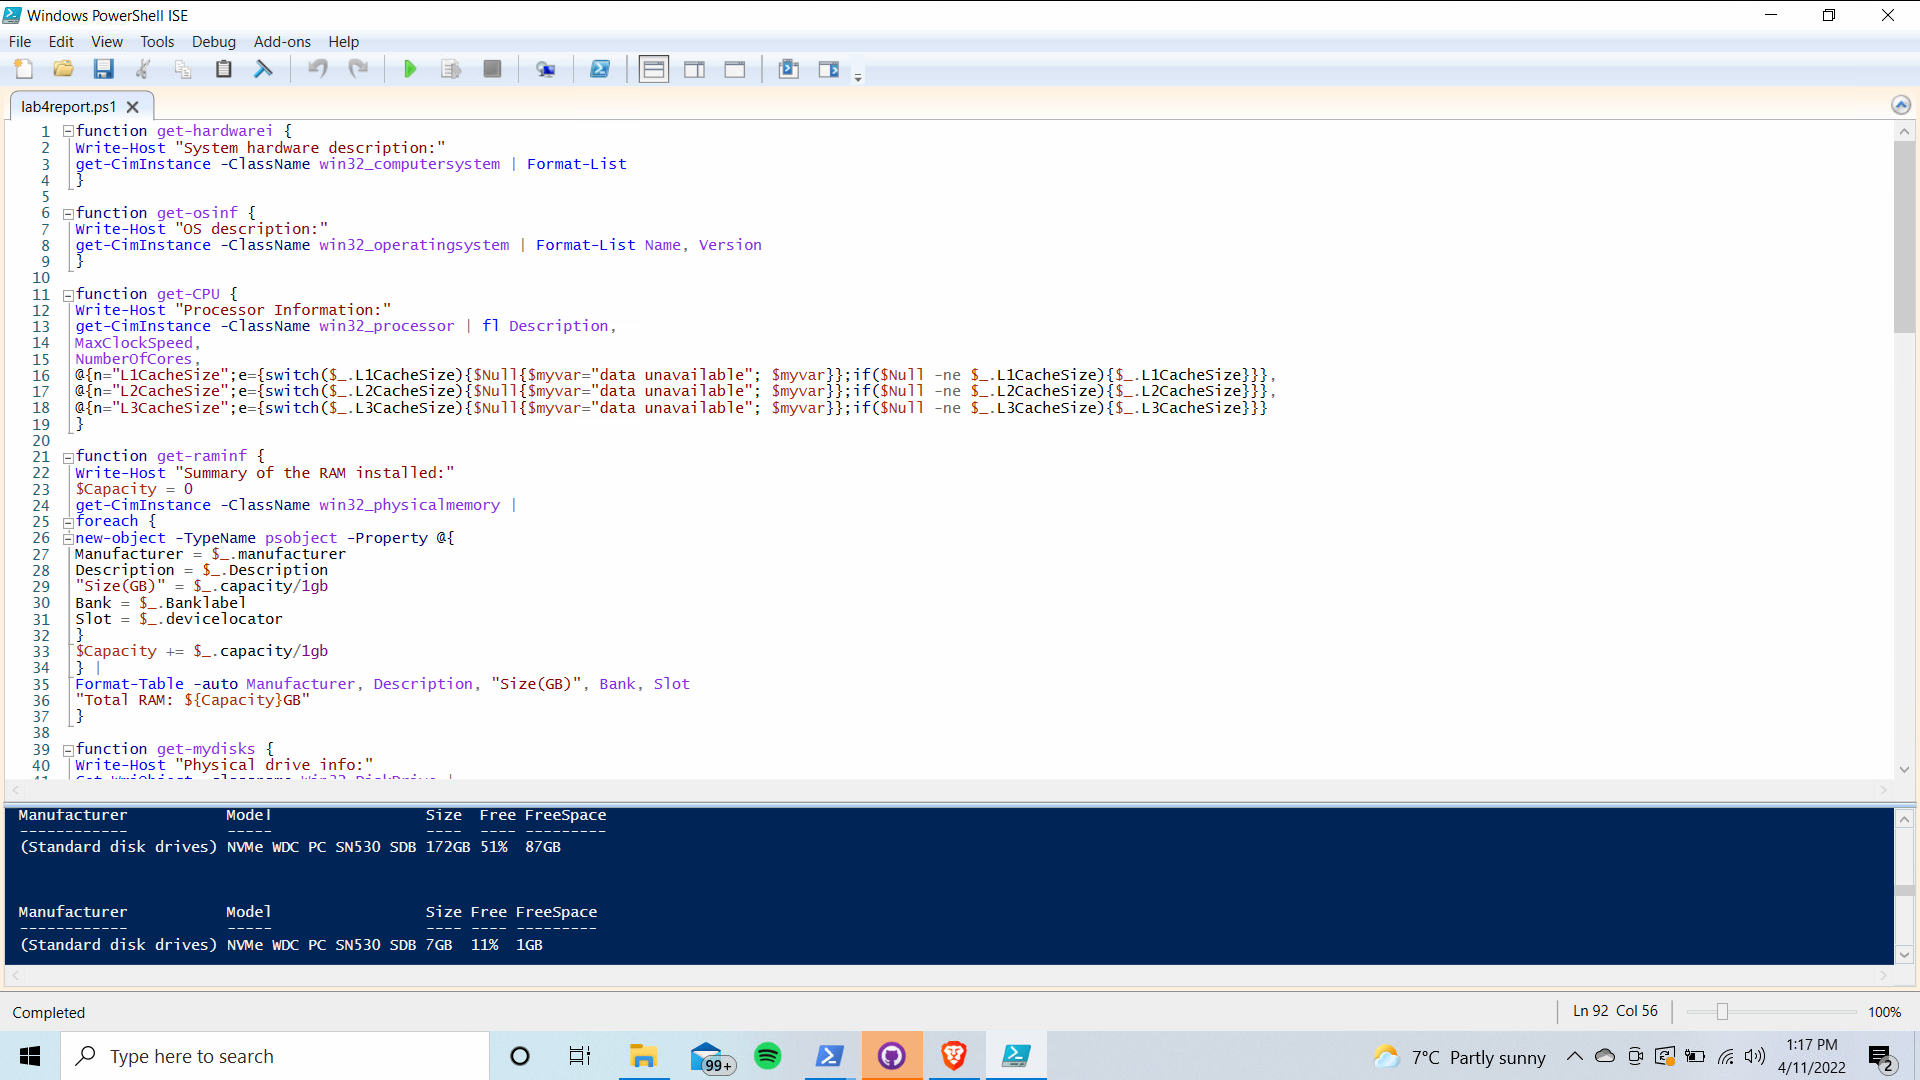 Windows PowerShell ISE
File Edit View Tools Debug Add-ons Help
lab4report.ps1
1 function get-hardwarei {
2 Write-Host "System hardware description:"
3 get-CimInstance -ClassName win32_computersystem | Format-List
4 }
5
6 function get-osinf {
7 Write-Host "OS description:"
8 get-CimInstance -ClassName win32_operatingsystem | Format-List Name, Version
9 }
10
11 function get-CPU {
12 Write-Host "Processor Information:"
13 get-CimInstance -ClassName win32_processor | fl Description,
14 MaxClockSpeed,
15 NumberOfCores,
16 @{n="L1CacheSize";e={switch($_.L1CacheSize){$Null{$myvar="data unavailable"; $myvar}};if($Null -ne $_.L1CacheSize){$_.L1CacheSize}}},
17 @{n="L2CacheSize";e={switch($_.L2CacheSize){$Null{$myvar="data unavailable"; $myvar}};if($Null -ne $_.L2CacheSize){$_.L2CacheSize}}},
18 @{n="L3CacheSize";e={switch($_.L3CacheSize){$Null{$myvar="data unavailable"; $myvar}};if($Null -ne $_.L3CacheSize){$_.L3CacheSize}}}
19 }
20
21 function get-raminf {
22 Write-Host "Summary of the RAM installed:"
23 $Capacity = 0
24 get-CimInstance -ClassName win32_physicalmemory |
25 foreach {
26 new-object -TypeName psobject -Property @{
27 Manufacturer = $_.manufacturer
28 Description = $_.Description
29 "Size(GB)" = $_.capacity/1gb
30 Bank = $_.Banklabel
31 Slot = $_.devicelocator
32 }
33 $Capacity += $_.capacity/1gb
34 } |
35 Format-Table -auto Manufacturer, Description, "Size(GB)", Bank, Slot
36 "Total RAM: ${Capacity}GB"
37 }
38
39 function get-mydisks {
40 Write-Host "Physical drive info:"
41 Get-WmiObject -classname Win32_DiskDrive |
Manufacturer Model Size Free FreeSpace
------------ ----- ---- ---- ---------
(Standard disk drives) NVMe WDC PC SN530 SDB 172GB 51% 87GB
Manufacturer Model Size Free FreeSpace
------------ ----- ---- ---- ---------
(Standard disk drives) NVMe WDC PC SN530 SDB 7GB 11% 1GB
Completed
Ln 92 Col 56
100%
Type here to search
99+
7°C Partly sunny
1:17 PM
4/11/2022
2